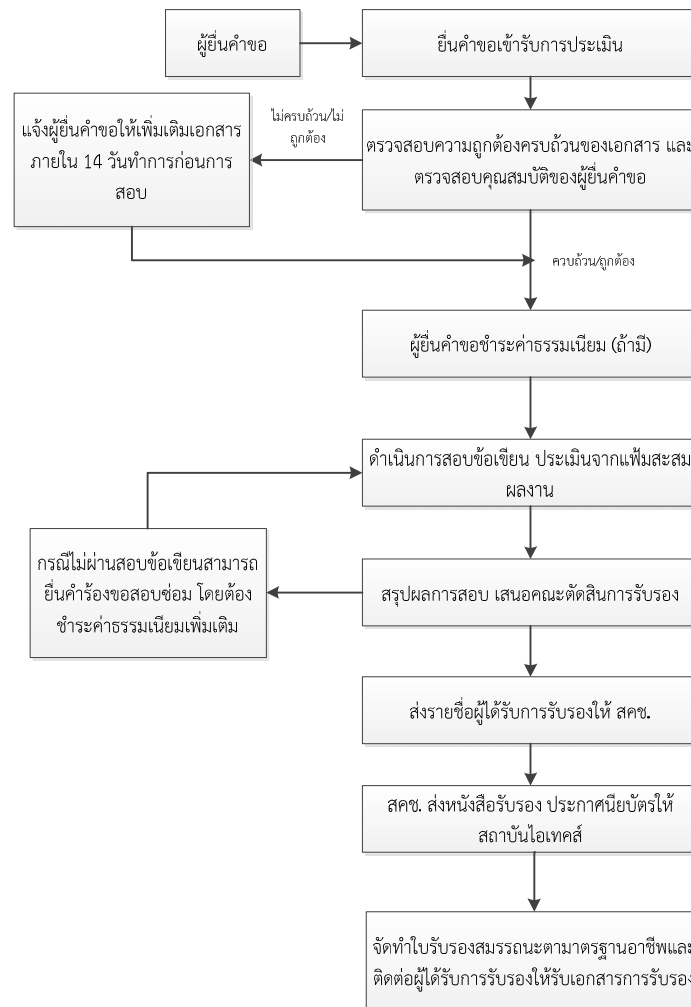 ผู้ยื่นคำขอ
ยื่นคำขอเข้ารับการประเมิน
แจ้งผู้ยื่นคำขอให้เพิ่มเติมเอกสาร
ภายใน 14 วันทำการก่อนการ
สอบ
ไม่ครบถ้วน/ไม่
ถูกต้อง
ตรวจสอบความถูกต้องครบถ้วนของเอกสาร และ
ตรวจสอบคุณสมบัติของผู้ยื่นคำขอ
ควบถ้วน/ถูกต้อง
ผู้ยื่นคำขอชำระค่าธรรมเนียม (ถ้ามี)
ดำเนินการสอบข้อเขียน ประเมินจากแฟ้มสะสม
ผลงาน
กรณีไม่ผ่านสอบข้อเขียนสามารถ
ยื่นคำร้องขอสอบซ่อม โดยต้อง
ชำระค่าธรรมเนียมเพิ่มเติม
สรุปผลการสอบ เสนอคณะตัดสินการรับรอง
ส่งรายชื่อผู้ได้รับการรับรองให้ สคช.
สคช. ส่งหนังสือรับรอง ประกาศนียบัตรให้
สถาบันไอเทคส์
จัดทำใบรับรองสมรรถนะตามาตรฐานอาชีพและ
ติดต่อผู้ได้รับการรับรองให้รับเอกสารการรับรอง